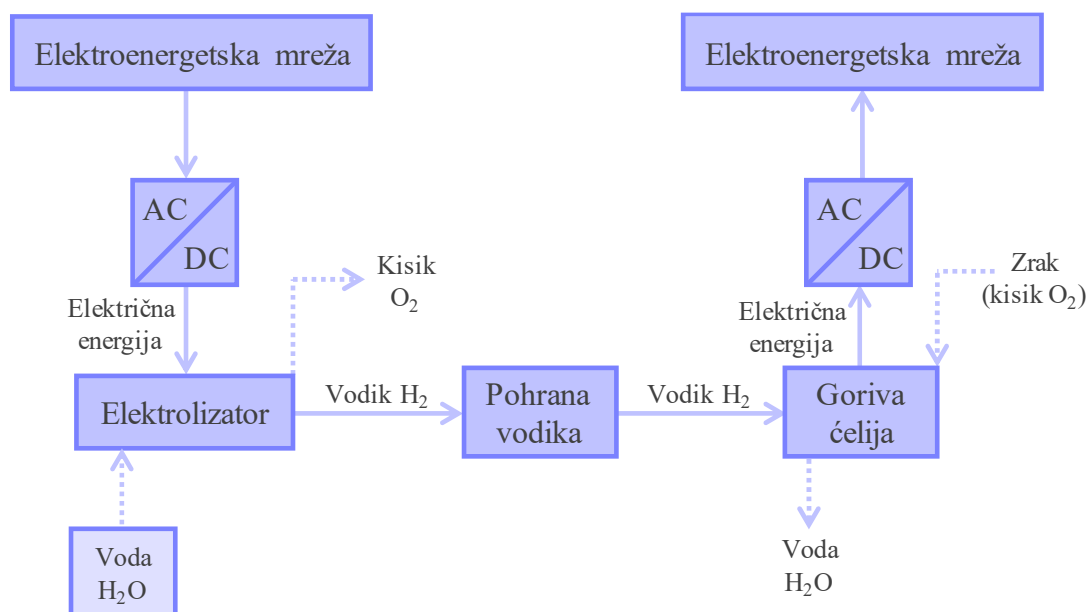 Elektroenergetska mreža
Elektroenergetska mreža
AC
DC
AC
DC
Kisik
O₂
Zrak
(kisik O₂)
Električna
energija
Električna
energija
Elektrolizator
Vodik H₂
Pohrana
vodika
Vodik H₂
Goriva
ćelija
Voda
H₂O
Voda
H₂O